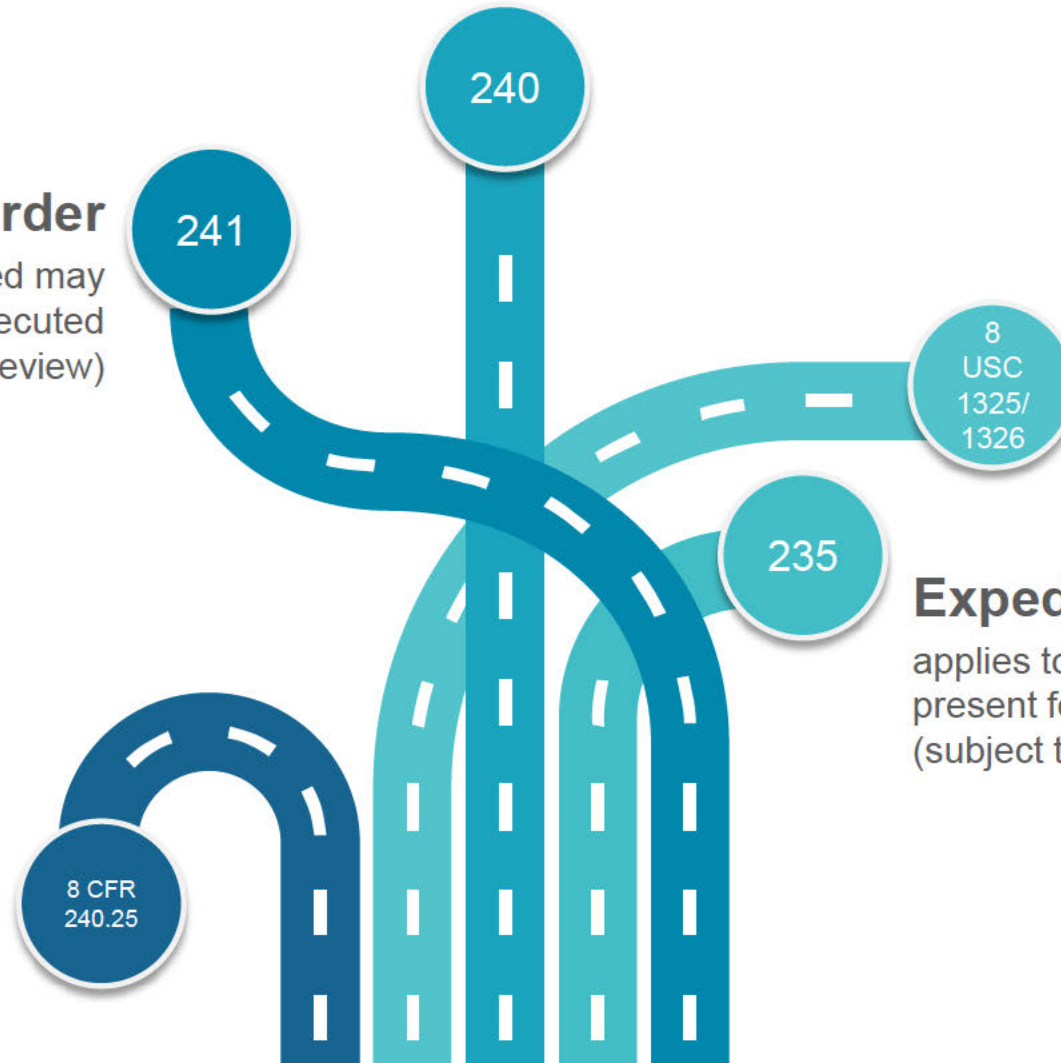 240
241
rder
ed may
ecuted
eview)
8
USC
1325/
1326
235
Exped
applies to
present fo
(subject t
8 CFR
240.25